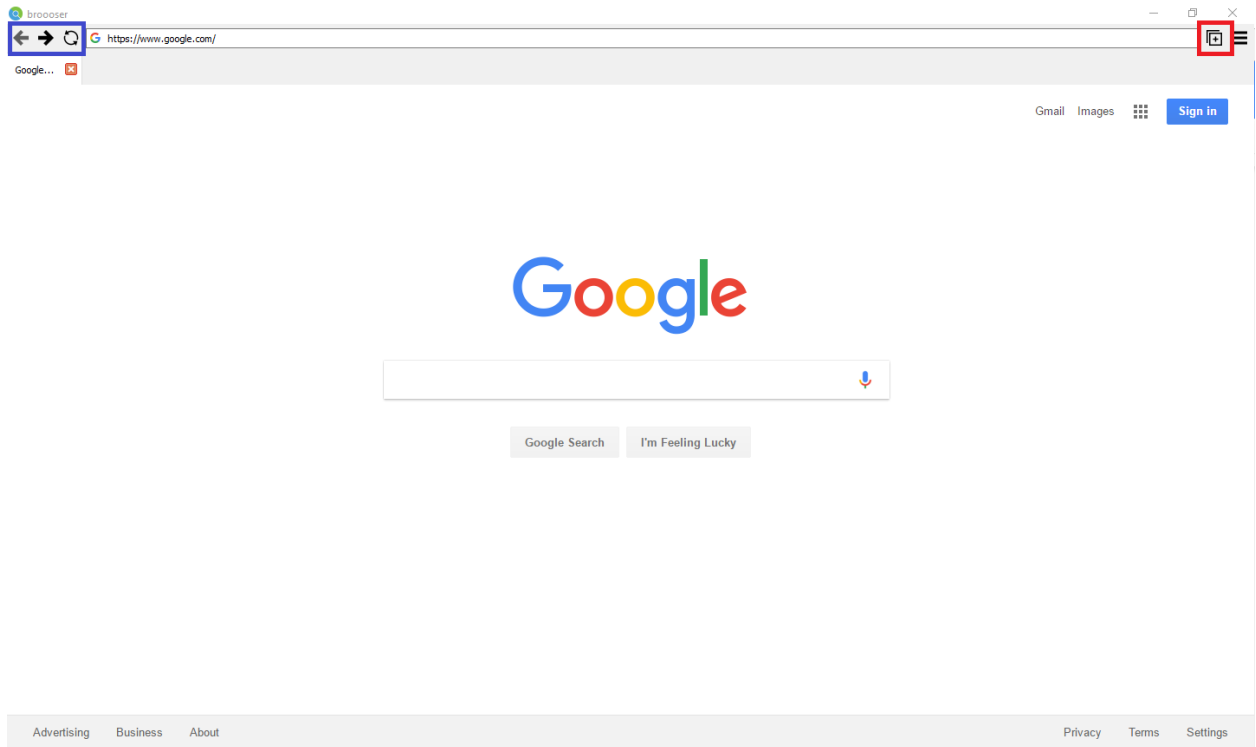 broooser
https://www.google.com/
Google...
Gmail Images Sign in
Google
Google Search I'm Feeling Lucky
Advertising Business About Privacy Terms Settings